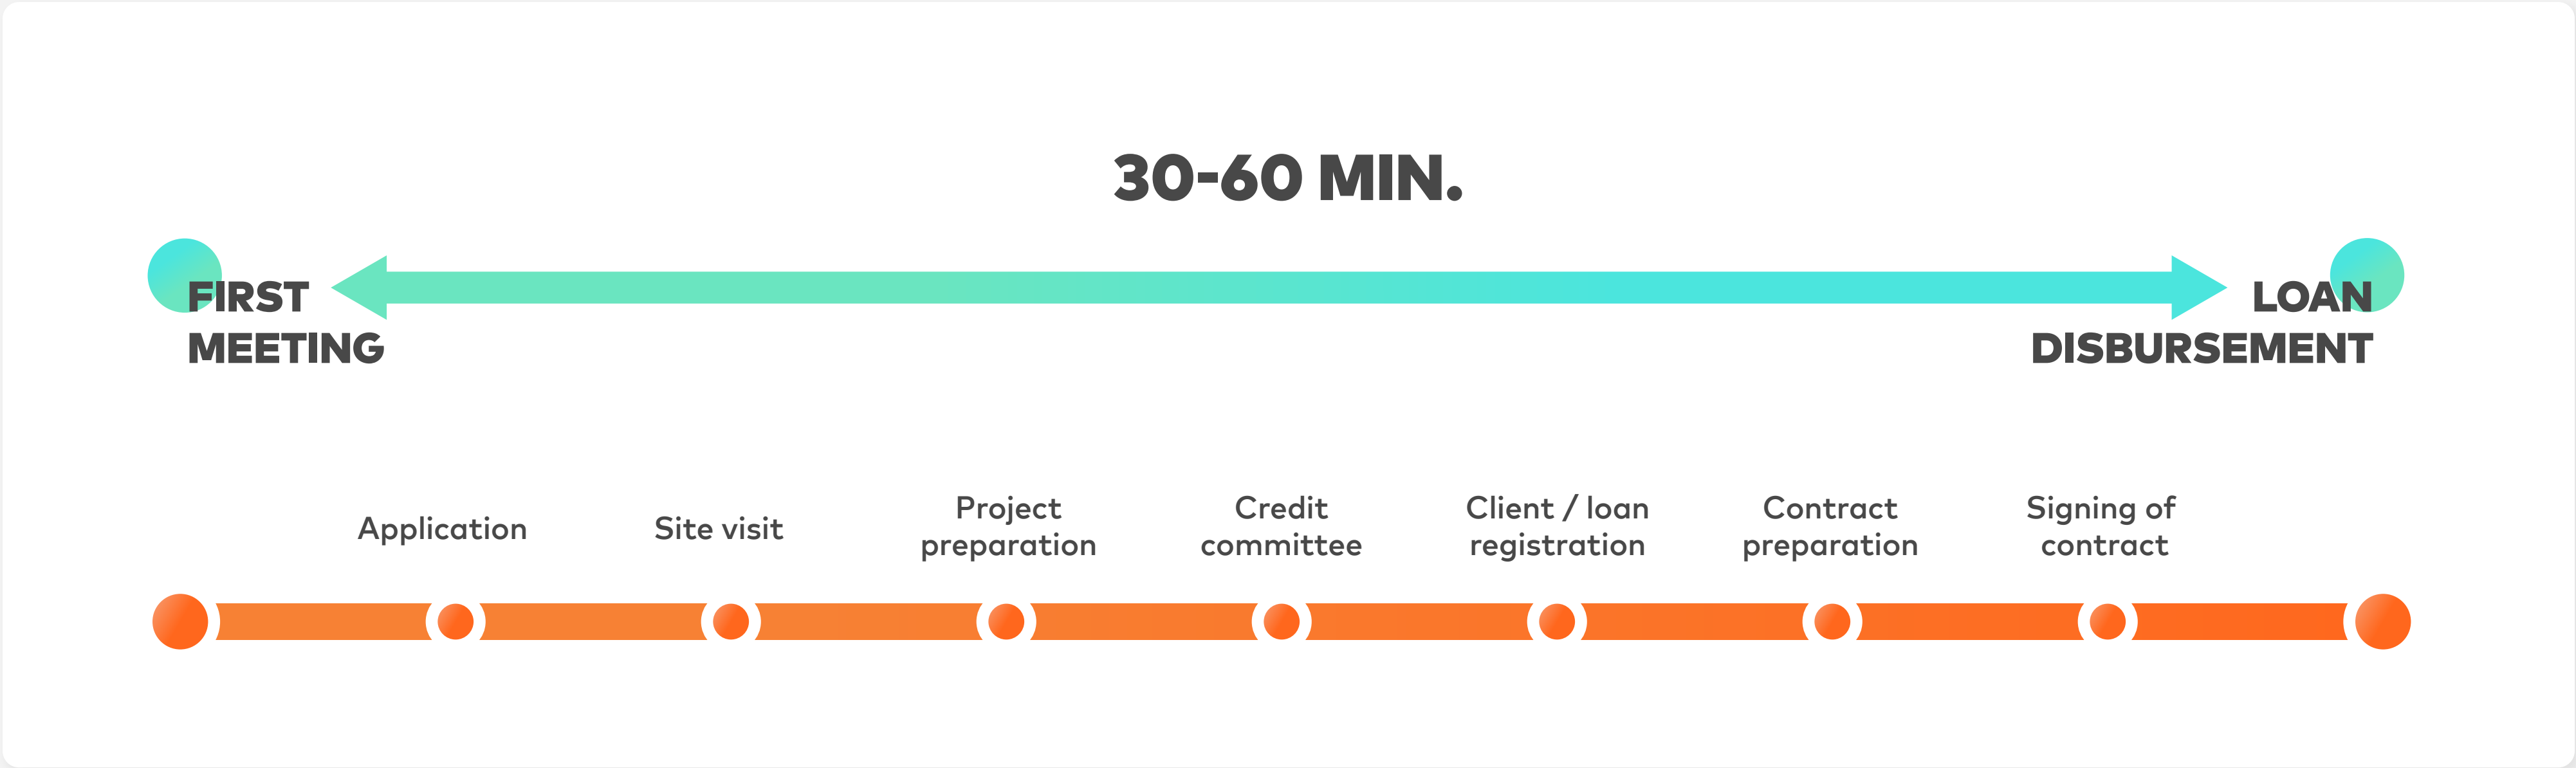 30-60 MIN.
FIRST
MEETING
LOAN
DISBURSEMENT
Application
Site visit
Project
preparation
Credit
committee
Client / loan
registration
Contract
preparation
Signing of
contract